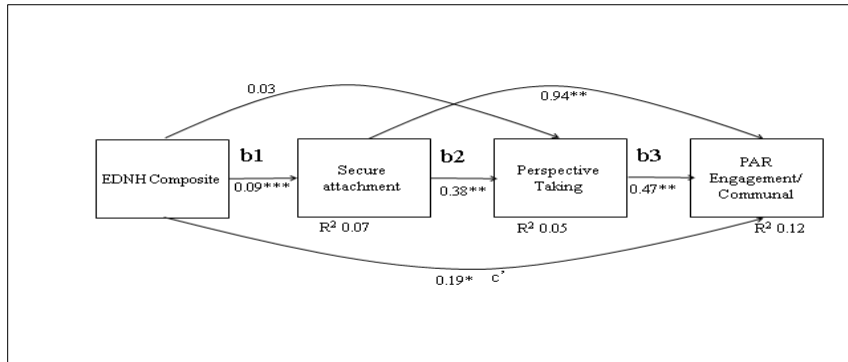 0.03
0.94**
b1
b2
b3
EDNH Composite
Secure
attachment
Perspective
Taking
PAR
Engagement/
Communal
0.09***
0.38**
0.47**
R² 0.07
R² 0.05
R² 0.12
0.19* c’